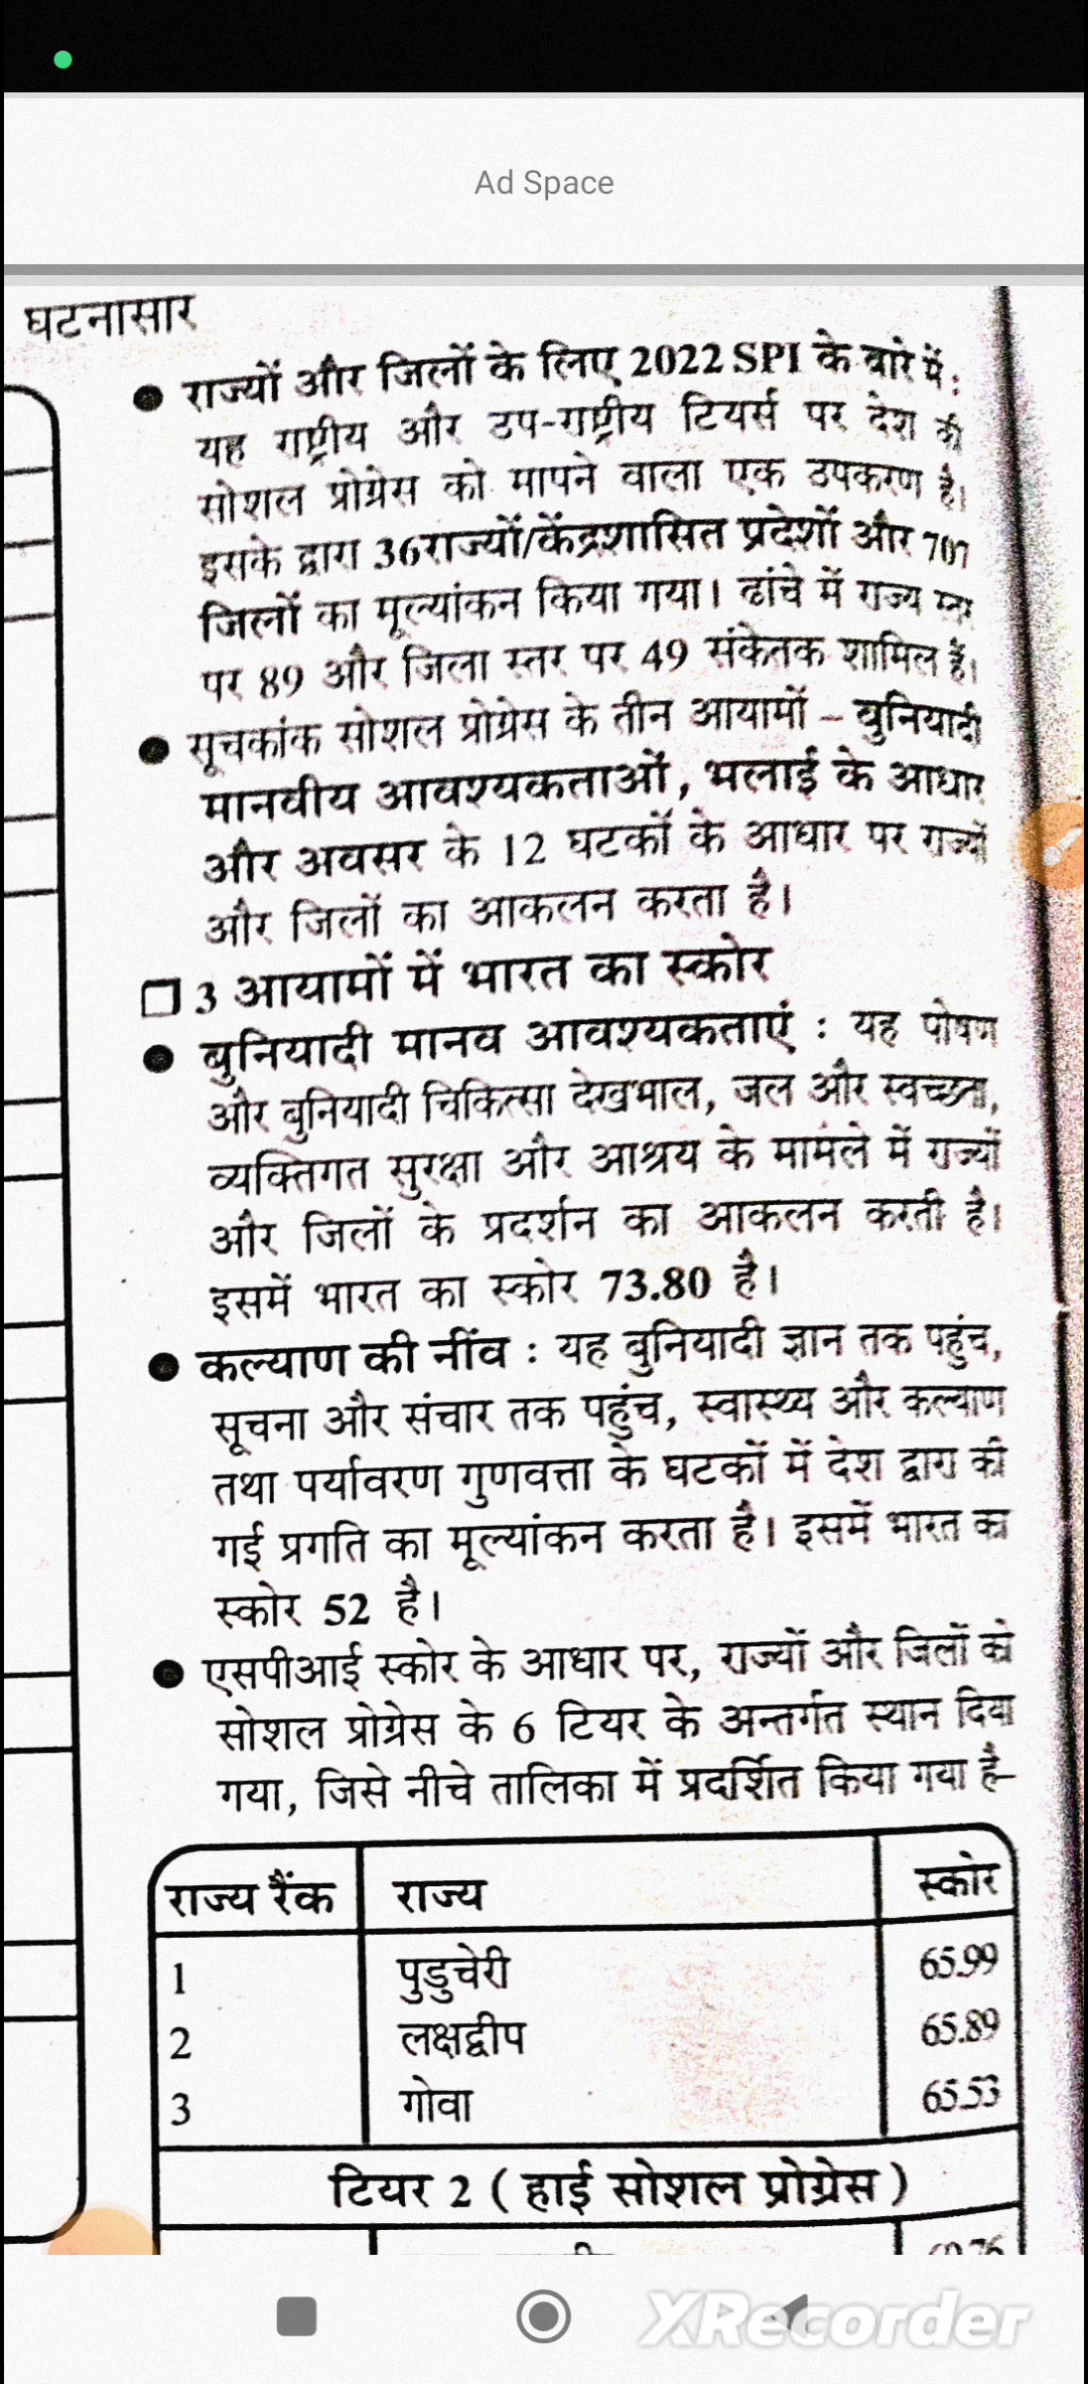 Ad Space
घटनासार
● राज्यों और जिलों के लिए 2022 SPI के बारे में :
यह राष्ट्रीय और उप-राष्ट्रीय टियर्स पर देश की
सोशल प्रोग्रेस को मापने वाला एक उपकरण है।
इसके द्वारा 36राज्यों/केंद्रशासित प्रदेशों और 707
जिलों का मूल्यांकन किया गया। ढांचे में राज्य स्तर
पर 89 और जिला स्तर पर 49 संकेतक शामिल हैं।
● सूचकांक सोशल प्रोग्रेस के तीन आयामों – बुनियादी
मानवीय आवश्यकताओं, भलाई के आधार
और अवसर के 12 घटकों के आधार पर राज्यों
और जिलों का आकलन करता है।
□ 3 आयामों में भारत का स्कोर
● बुनियादी मानव आवश्यकताएं : यह पोषण
और बुनियादी चिकित्सा देखभाल, जल और स्वच्छता,
व्यक्तिगत सुरक्षा और आश्रय के मामले में राज्यों
और जिलों के प्रदर्शन का आकलन करती है।
इसमें भारत का स्कोर 73.80 है।
● कल्याण की नींव : यह बुनियादी ज्ञान तक पहुंच,
सूचना और संचार तक पहुंच, स्वास्थ्य और कल्याण
तथा पर्यावरण गुणवत्ता के घटकों में देश द्वारा की
गई प्रगति का मूल्यांकन करता है। इसमें भारत का
स्कोर 52 है।
● एसपीआई स्कोर के आधार पर, राज्यों और जिलों को
सोशल प्रोग्रेस के 6 टियर के अन्तर्गत स्थान दिया
गया, जिसे नीचे तालिका में प्रदर्शित किया गया है–
राज्य रैंक राज्य स्कोर
1 पुडुचेरी 65.99
2 लक्षद्वीप 65.89
3 गोवा 65.53
टियर 2 ( हाई सोशल प्रोग्रेस )
XRecorder